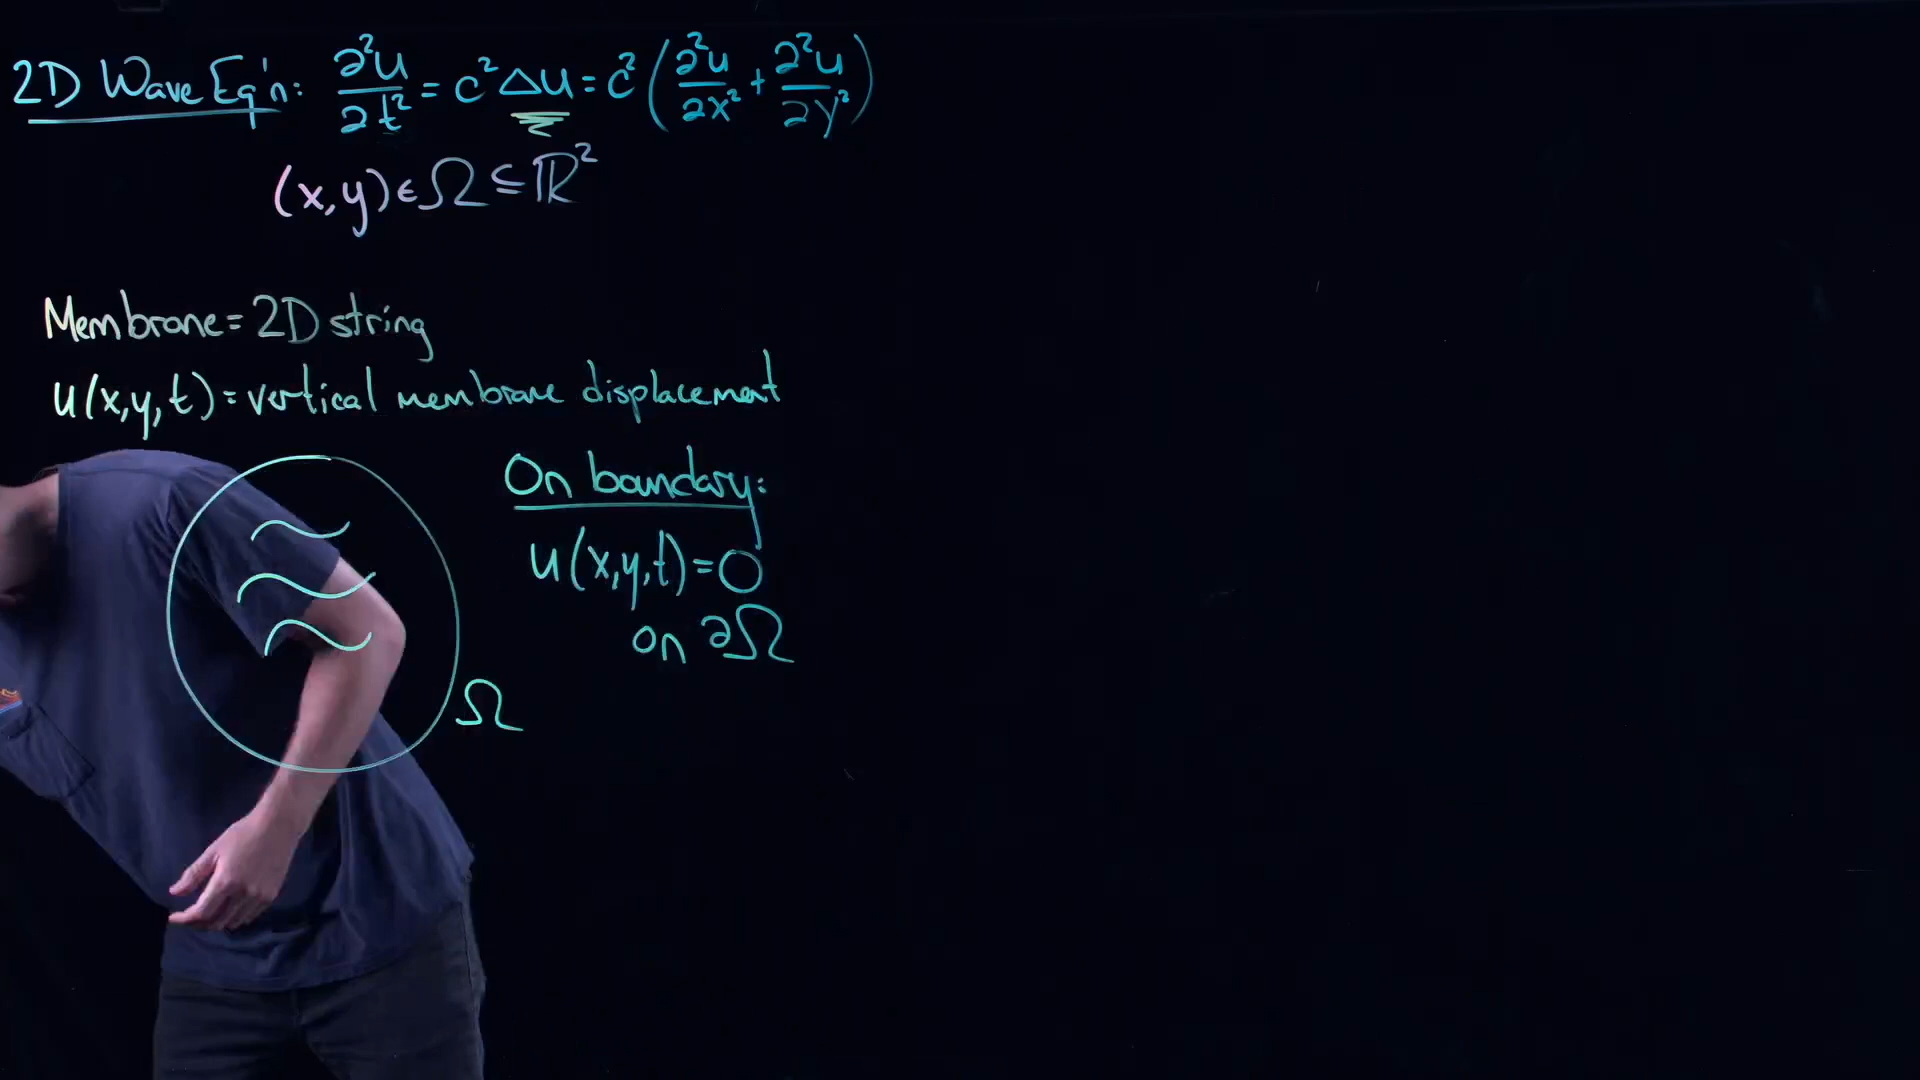 2D Wave Eq'n: ∂²u/∂t² = c²Δu = c²(∂²u/∂x² + ∂²u/∂y²)
(x,y) ∈ Ω ⊆ ℝ²
Membrane = 2D string
u(x,y,t) = vertical membrane displacement
On boundary:
u(x,y,t) = 0
on ∂Ω
Ω